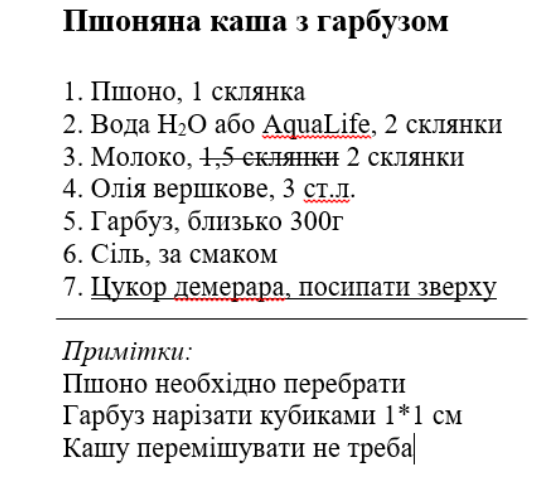 Пшоняна каша з гарбузом
1. Пшоно, 1 склянка
2. Вода H₂O або AquaLife, 2 склянки
3. Молоко, 1,5 склянки 2 склянки
4. Олія вершкове, 3 ст.л.
5. Гарбуз, близько 300г
6. Сіль, за смаком
7. Цукор демерара, посипати зверху
Примітки:
Пшоно необхідно перебрати
Гарбуз нарізати кубиками 1*1 см
Кашу перемішувати не треба